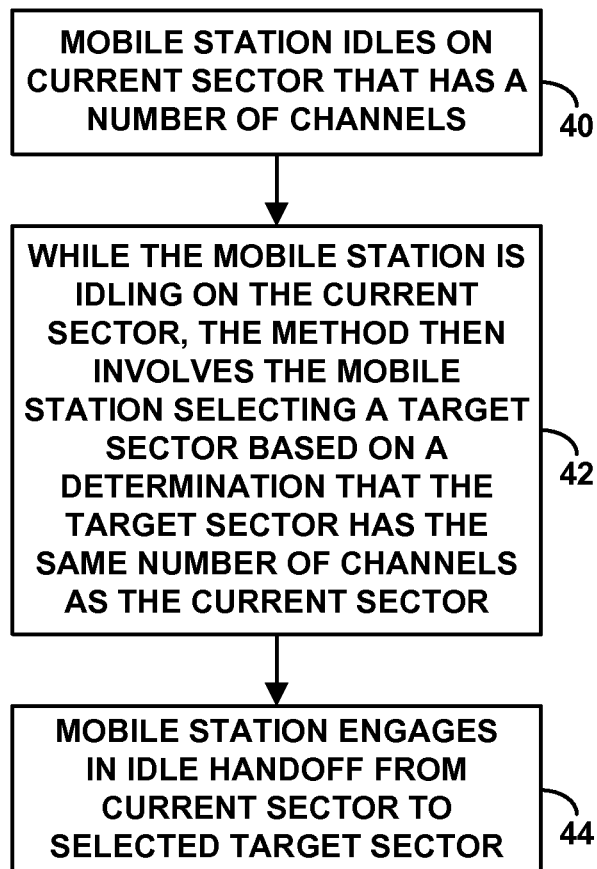 MOBILE STATION IDLES ON
CURRENT SECTOR THAT HAS A
NUMBER OF CHANNELS
40
WHILE THE MOBILE STATION IS
IDLING ON THE CURRENT
SECTOR, THE METHOD THEN
INVOLVES THE MOBILE
STATION SELECTING A TARGET
SECTOR BASED ON A
DETERMINATION THAT THE
TARGET SECTOR HAS THE
SAME NUMBER OF CHANNELS
AS THE CURRENT SECTOR
42
MOBILE STATION ENGAGES
IN IDLE HANDOFF FROM
CURRENT SECTOR TO
SELECTED TARGET SECTOR
44